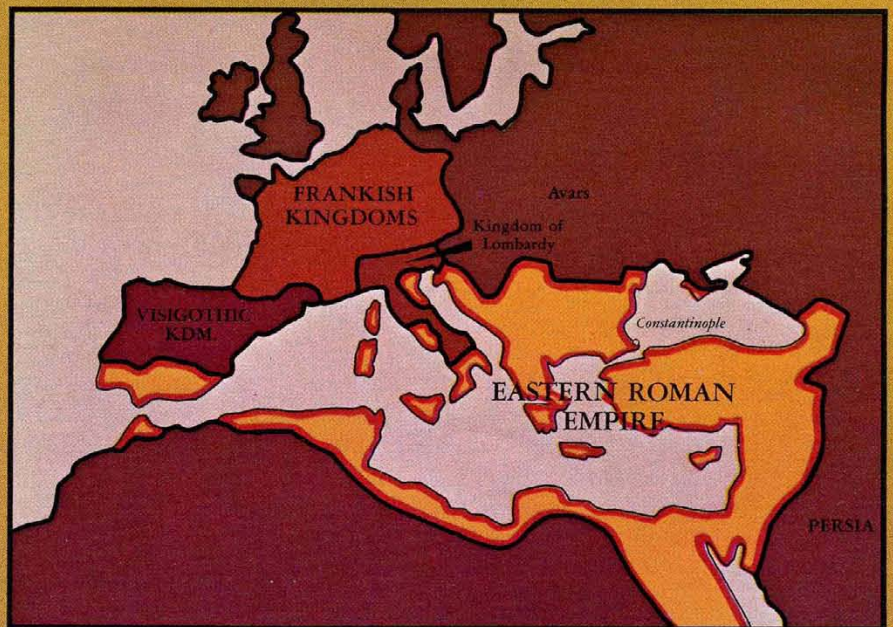 FRANKISH
KINGDOMS
Avars
Kingdom of
Lombardy
VISIGOTHIC
KDM.
Constantinople
EASTERN ROMAN
EMPIRE
PERSIA